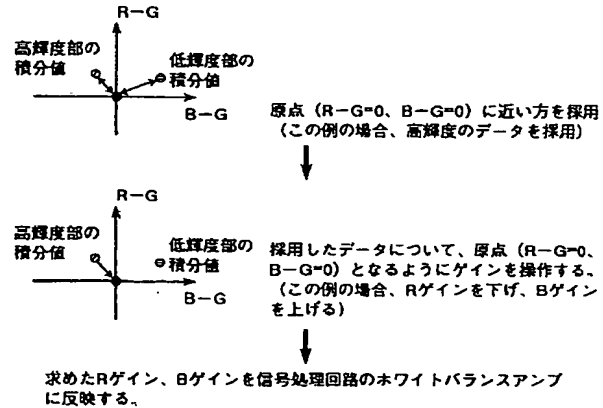 R－G
高輝度部の
積分値
低輝度部の
積分値
B－G
原点（R－G=0、B－G=0）に近い方を採用
（この例の場合、高輝度のデータを採用）
R－G
高輝度部の
積分値
低輝度部の
積分値
B－G
採用したデータについて、原点（R－G=0、
B－G=0）となるようにゲインを操作する。
（この例の場合、Rゲインを下げ、Bゲイン
を上げる）
求めたRゲイン、Bゲインを信号処理回路のホワイトバランスアンプ
に反映する。